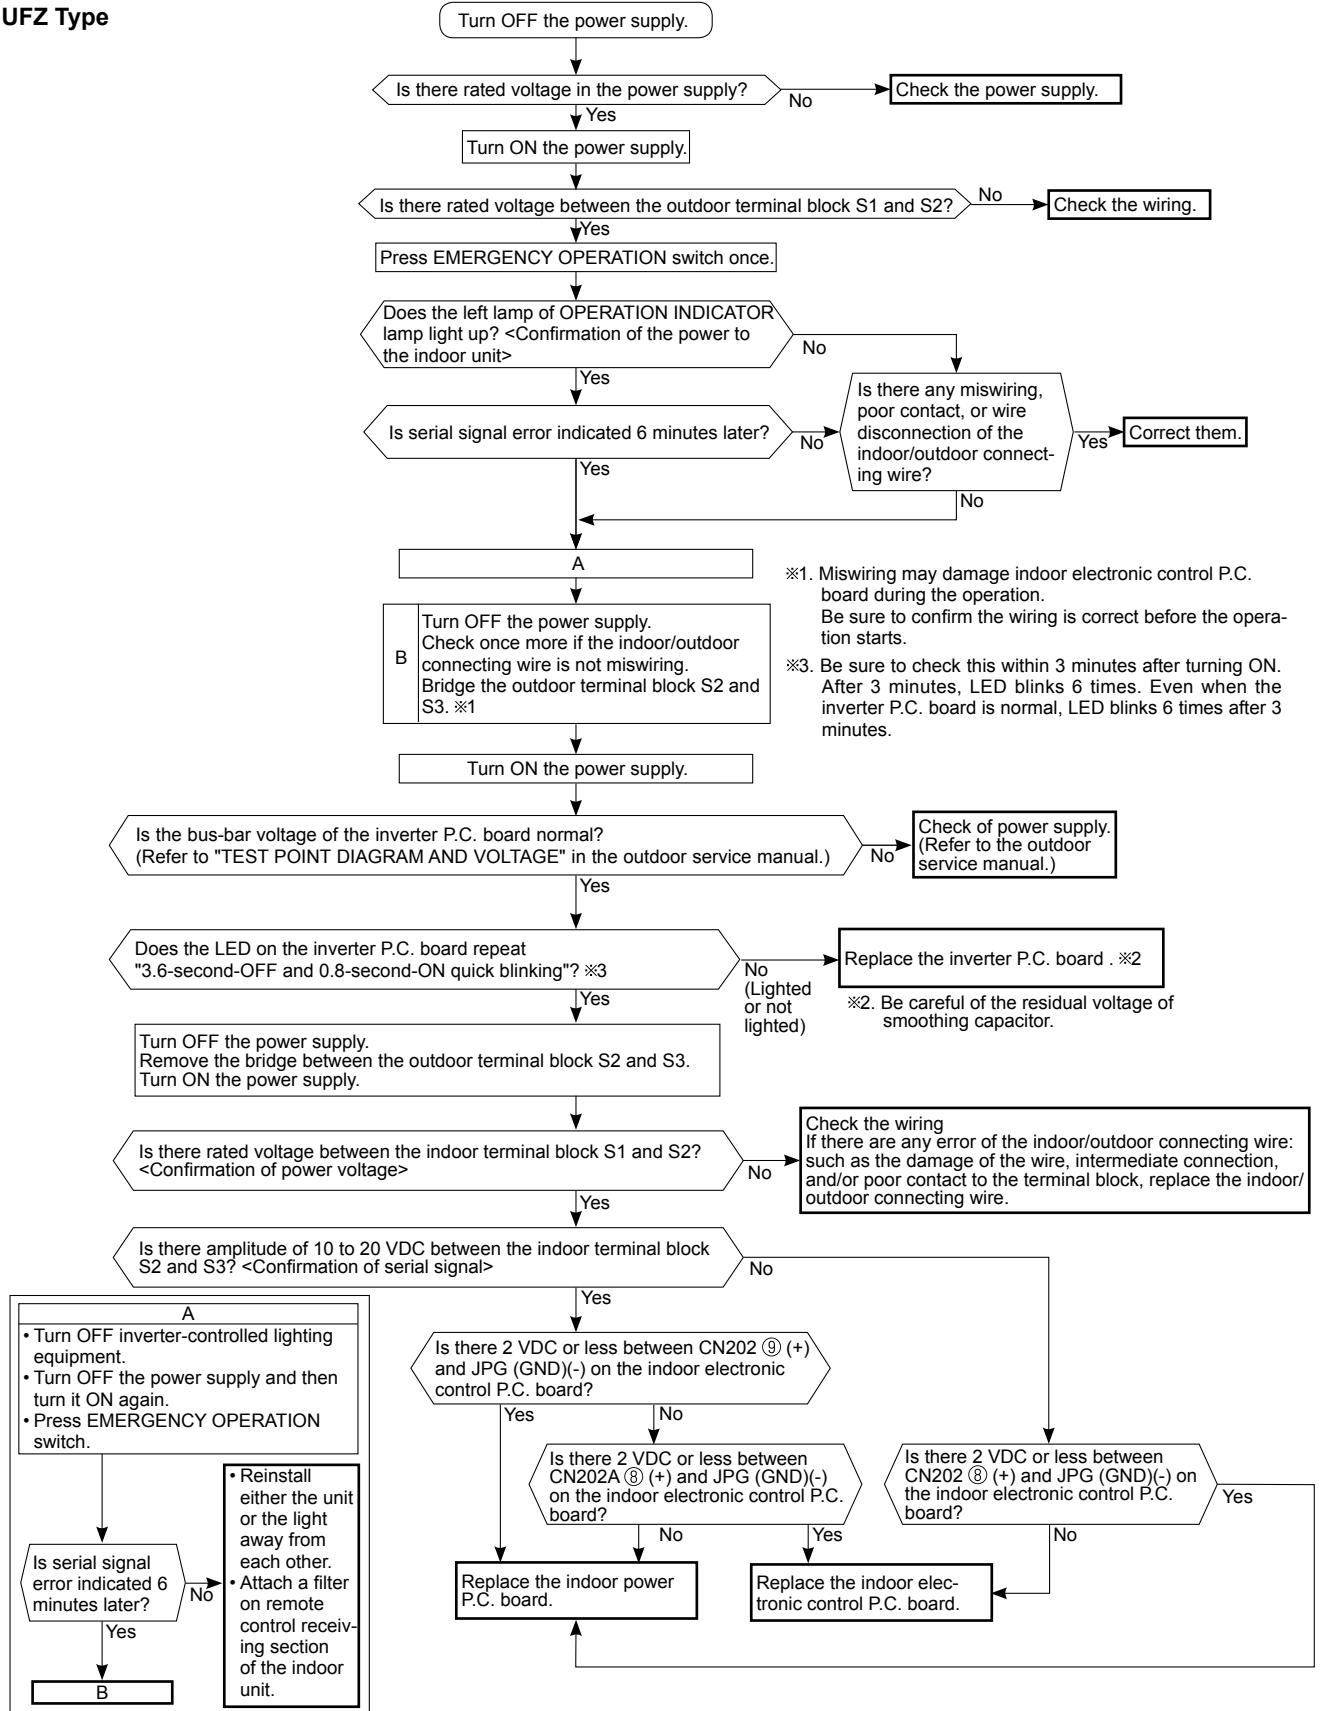 UFZ Type
Turn OFF the power supply.
Is there rated voltage in the power supply?
No
Check the power supply.
Yes
Turn ON the power supply.
Is there rated voltage between the outdoor terminal block S1 and S2?
No
Check the wiring.
Yes
Press EMERGENCY OPERATION switch once.
Does the left lamp of OPERATION INDICATOR
lamp light up? <Confirmation of the power to
the indoor unit>
No
Yes
Is there any miswiring,
poor contact, or wire
disconnection of the
indoor/outdoor connect-
ing wire?
Yes
Correct them.
No
Is serial signal error indicated 6 minutes later?
No
Yes
A
B
Turn OFF the power supply.
Check once more if the indoor/outdoor
connecting wire is not miswiring.
Bridge the outdoor terminal block S2 and
S3. ※1
※1. Miswiring may damage indoor electronic control P.C.
board during the operation.
Be sure to confirm the wiring is correct before the opera-
tion starts.
※3. Be sure to check this within 3 minutes after turning ON.
After 3 minutes, LED blinks 6 times. Even when the
inverter P.C. board is normal, LED blinks 6 times after 3
minutes.
Turn ON the power supply.
Is the bus-bar voltage of the inverter P.C. board normal?
(Refer to "TEST POINT DIAGRAM AND VOLTAGE" in the outdoor service manual.)
No
Check of power supply.
(Refer to the outdoor
service manual.)
Yes
Does the LED on the inverter P.C. board repeat
"3.6-second-OFF and 0.8-second-ON quick blinking"? ※3
No
(Lighted
or not
lighted)
Replace the inverter P.C. board . ※2
※2. Be careful of the residual voltage of
smoothing capacitor.
Yes
Turn OFF the power supply.
Remove the bridge between the outdoor terminal block S2 and S3.
Turn ON the power supply.
Is there rated voltage between the indoor terminal block S1 and S2?
<Confirmation of power voltage>
No
Check the wiring
If there are any error of the indoor/outdoor connecting wire:
such as the damage of the wire, intermediate connection,
and/or poor contact to the terminal block, replace the indoor/
outdoor connecting wire.
Yes
Is there amplitude of 10 to 20 VDC between the indoor terminal block
S2 and S3? <Confirmation of serial signal>
No
Yes
Is there 2 VDC or less between CN202 ⑨ (+)
and JPG (GND)(-) on the indoor electronic
control P.C. board?
Yes
No
Is there 2 VDC or less between
CN202A ⑧ (+) and JPG (GND)(-)
on the indoor electronic control P.C.
board?
No
Yes
Is there 2 VDC or less between
CN202 ⑧ (+) and JPG (GND)(-) on
the indoor electronic control P.C.
board?
Yes
No
Replace the indoor power
P.C. board.
Replace the indoor elec-
tronic control P.C. board.
A
• Turn OFF inverter-controlled lighting
equipment.
• Turn OFF the power supply and then
turn it ON again.
• Press EMERGENCY OPERATION
switch.
Is serial signal
error indicated 6
minutes later?
No
Yes
B
• Reinstall
either the unit
or the light
away from
each other.
• Attach a filter
on remote
control receiv-
ing section
of the indoor
unit.